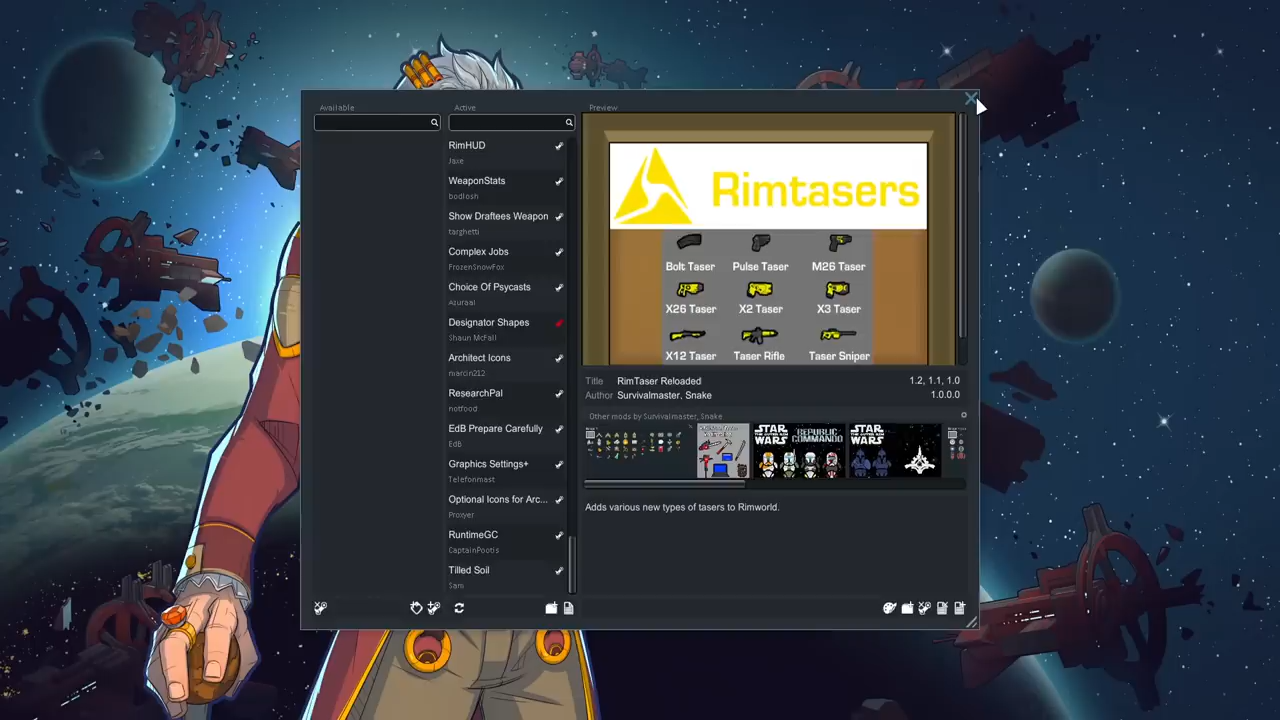 Available
Active
Preview
RimHUD
Jaxe
WeaponStats
bodlosh
Show Draftees Weapon
targhetti
Complex Jobs
FrozenSnowFox
Choice Of Psycasts
Azuraal
Designator Shapes
Shaun McFall
Architect Icons
marcin212
ResearchPal
notfood
EdB Prepare Carefully
EdB
Graphics Settings+
Telefonmast
Optional Icons for Arc...
Proxyer
RuntimeGC
CaptainPootis
Tilled Soil
Sam
Rimtasers
Bolt Taser Pulse Taser M26 Taser
X26 Taser X2 Taser X3 Taser
X12 Taser Taser Rifle Taser Sniper
Title RimTaser Reloaded 1.2, 1.1, 1.0
Author Survivalmaster, Snake 1.0.0.0
Other mods by Survivalmaster, Snake
STAR WARS REPUBLIC COMMANDO
STAR WARS
Adds various new types of tasers to Rimworld.